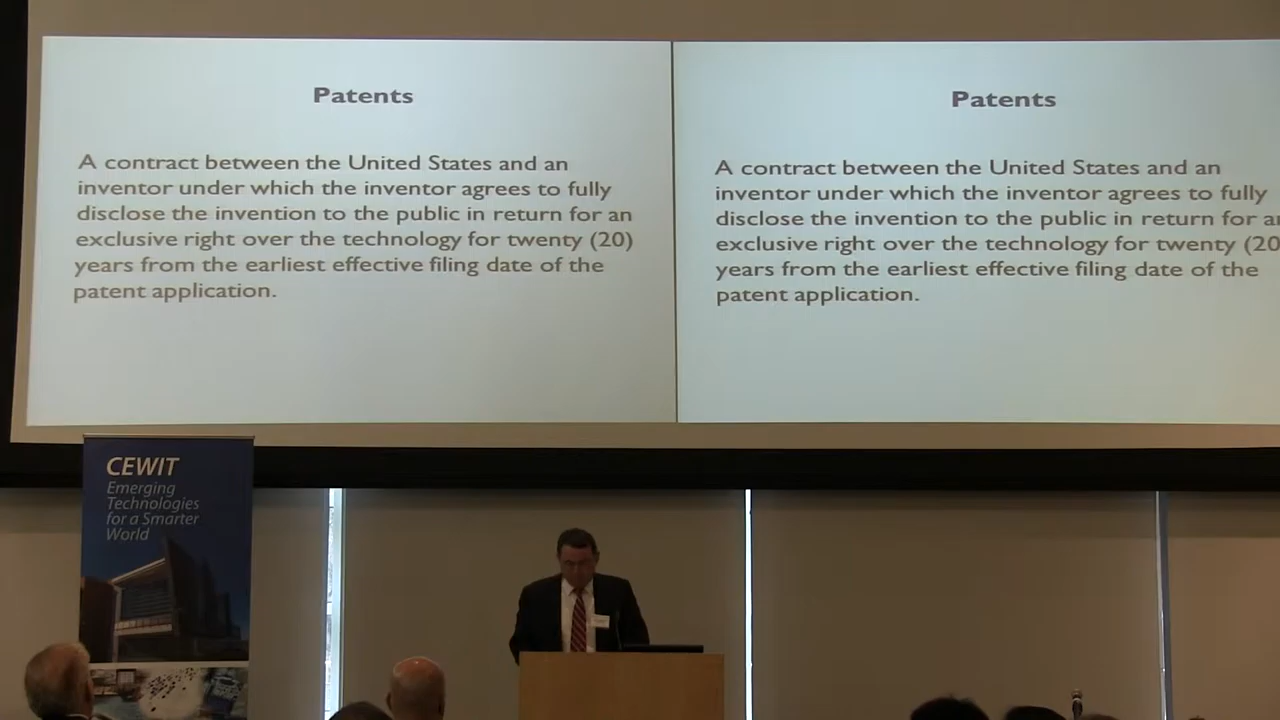 Patents
A contract between the United States and an
inventor under which the inventor agrees to fully
disclose the invention to the public in return for an
exclusive right over the technology for twenty (20)
years from the earliest effective filing date of the
patent application.
Patents
A contract between the United States and an
inventor under which the inventor agrees to fully
disclose the invention to the public in return for an
exclusive right over the technology for twenty (20
years from the earliest effective filing date of the
patent application.
CEWIT
Emerging
Technologies
for a Smarter
World